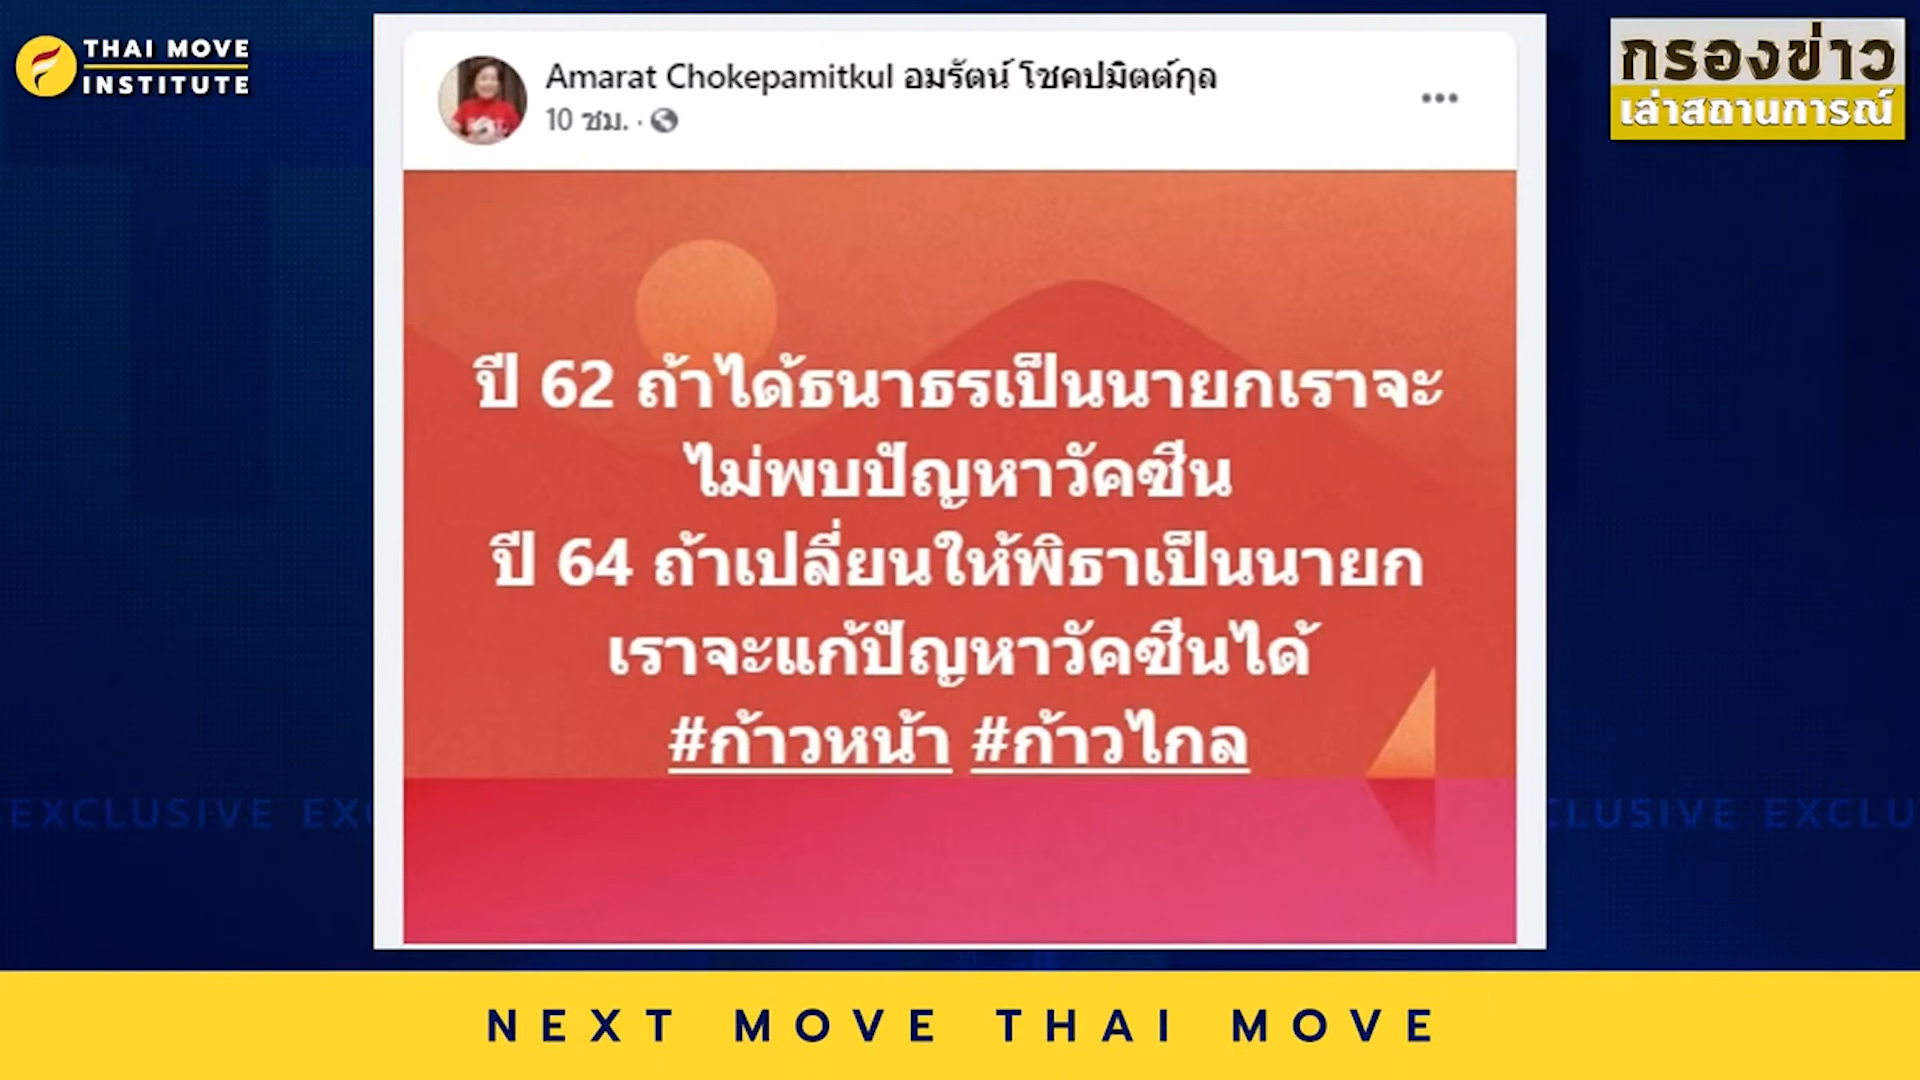 THAI MOVE
INSTITUTE
Amarat Chokepamitkul อมรัตน์ โชคปมิตต์กุล
10 ชม. ·
กรองข่าว
เล่าสถานการณ์
ปี 62 ถ้าได้ธนาธรเป็นนายกเราจะ
ไม่พบปัญหาวัคซีน
ปี 64 ถ้าเปลี่ยนให้พิธาเป็นนายก
เราจะแก้ปัญหาวัคซีนได้
#ก้าวหน้า #ก้าวไกล
EXCLUSIVE EX
CLUSIVE EXCLU
NEXT MOVE THAI MOVE